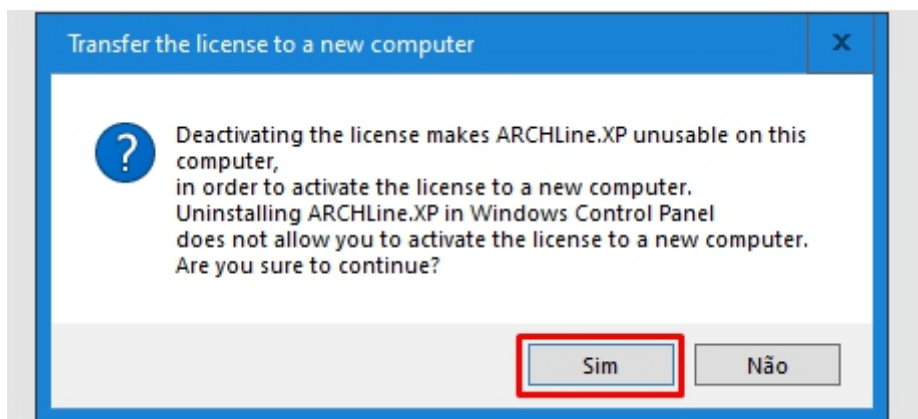 Transfer the license to a new computer
x
?
Deactivating the license makes ARCHLine.XP unusable on this
computer,
in order to activate the license to a new computer.
Uninstalling ARCHLine.XP in Windows Control Panel
does not allow you to activate the license to a new computer.
Are you sure to continue?
Sim Não